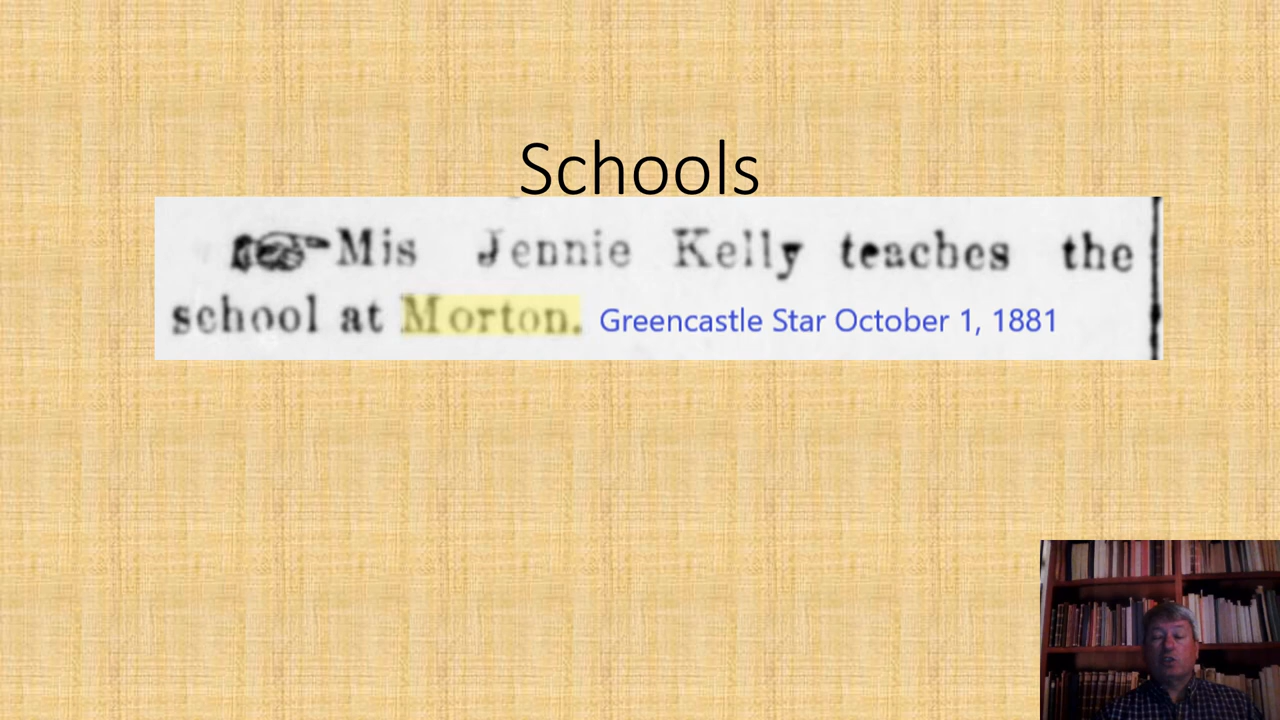 Schools
Mis Jennie Kelly teaches the
school at Morton. Greencastle Star October 1, 1881